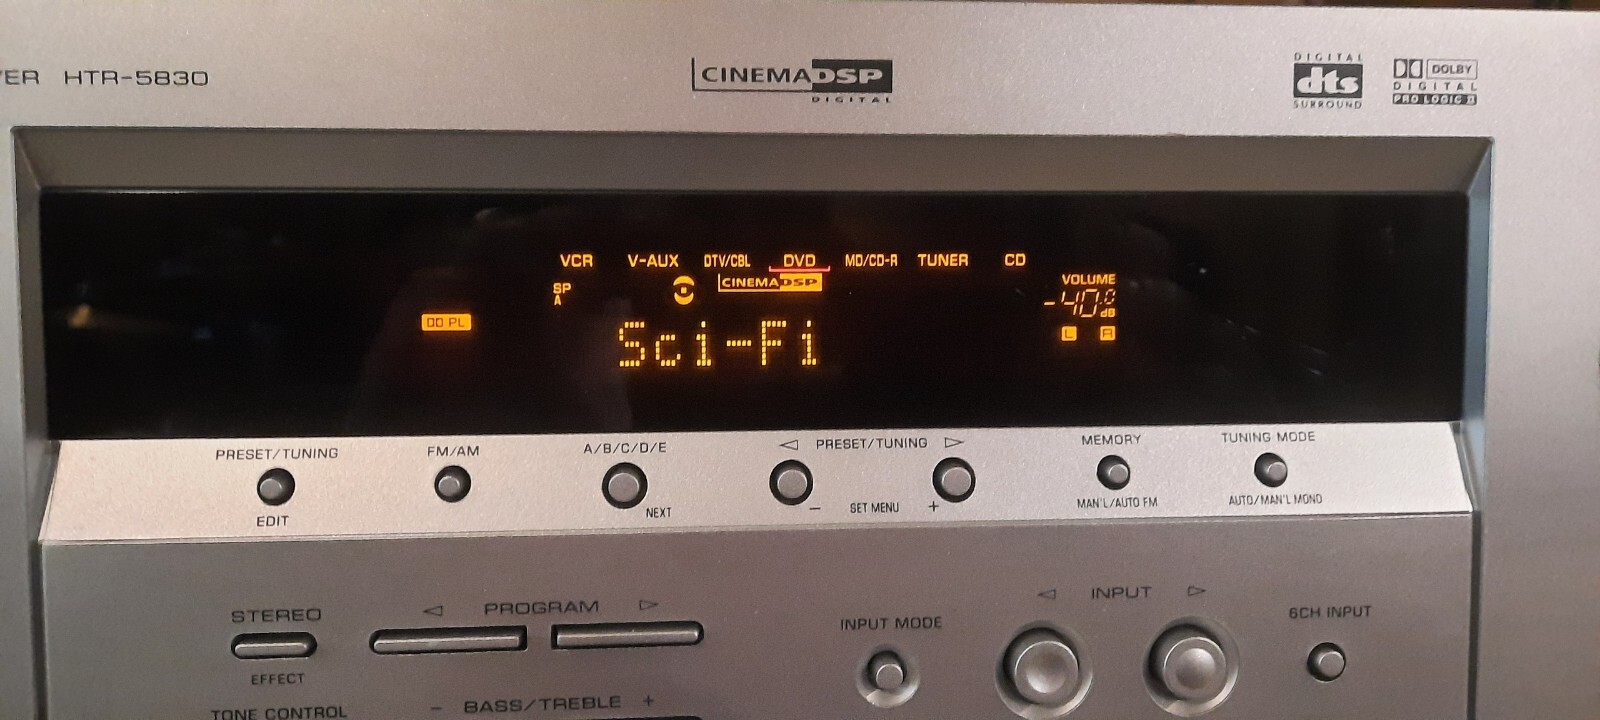 VER HTR-5830
CINEMA DSP
DIGITAL
DIGITAL
dts
SURROUND
DOLBY
DIGITAL
PRO LOGIC II
VCR V-AUX DTV/CBL DVD MD/CD-R TUNER CD
SP
A
CINEMA DSP
VOLUME
-40.0
dB
L R
PL
Sci-Fi
PRESET/TUNING
EDIT
FM/AM
A/B/C/D/E
NEXT
PRESET/TUNING
- SET MENU +
MEMORY
MAN'L/AUTO FM
TUNING MODE
AUTO/MAN'L MONO
STEREO
EFFECT
PROGRAM
INPUT MODE
INPUT
6CH INPUT
TONE CONTROL
- BASS/TREBLE +